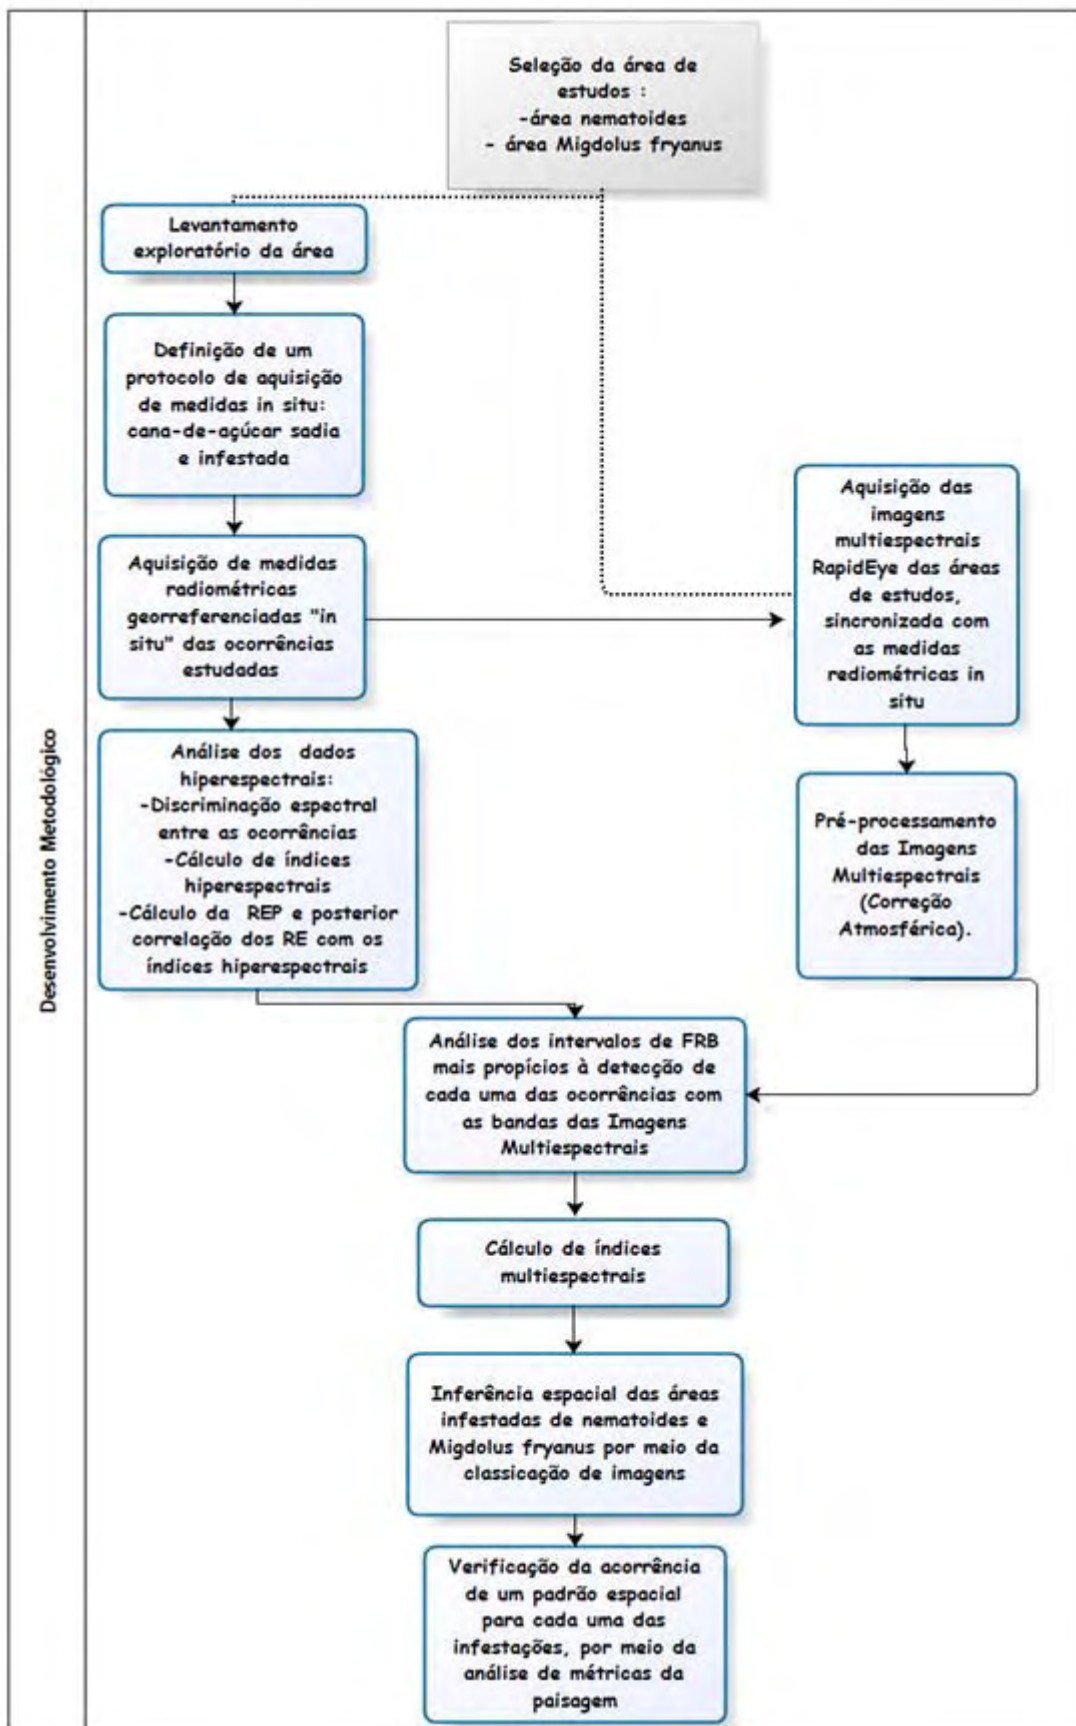 Desenvolvimento Metodológico
Seleção da área de
estudos :
-área nematoides
- área Migdolus fryanus
Levantamento
exploratório da área
Definição de um
protocolo de aquisição
de medidas in situ:
cana-de-açúcar sadia
e infestada
Aquisição de medidas
radiométricas
georreferenciadas "in
situ" das ocorrências
estudadas
Aquisição das
imagens
multiespectrais
RapidEye das áreas
de estudos,
sincronizada com
as medidas
rediométricas in
situ
Análise dos dados
hiperespectrais:
-Discriminação espectral
entre as ocorrências
-Cálculo de índices
hiperespectrais
-Cálculo da REP e posterior
correlação dos RE com os
índices hiperespectrais
Pré-processamento
das Imagens
Multiespectrais
(Correção
Atmosférica).
Análise dos intervalos de FRB
mais propícios à detecção de
cada uma das ocorrências com
as bandas das Imagens
Multiespectrais
Cálculo de índices
multiespectrais
Inferência espacial das áreas
infestadas de nematoides e
Migdolus fryanus por meio da
classicação de imagens
Verificação da acorrência
de um padrão espacial
para cada uma das
infestações, por meio da
análise de métricas da
paisagem